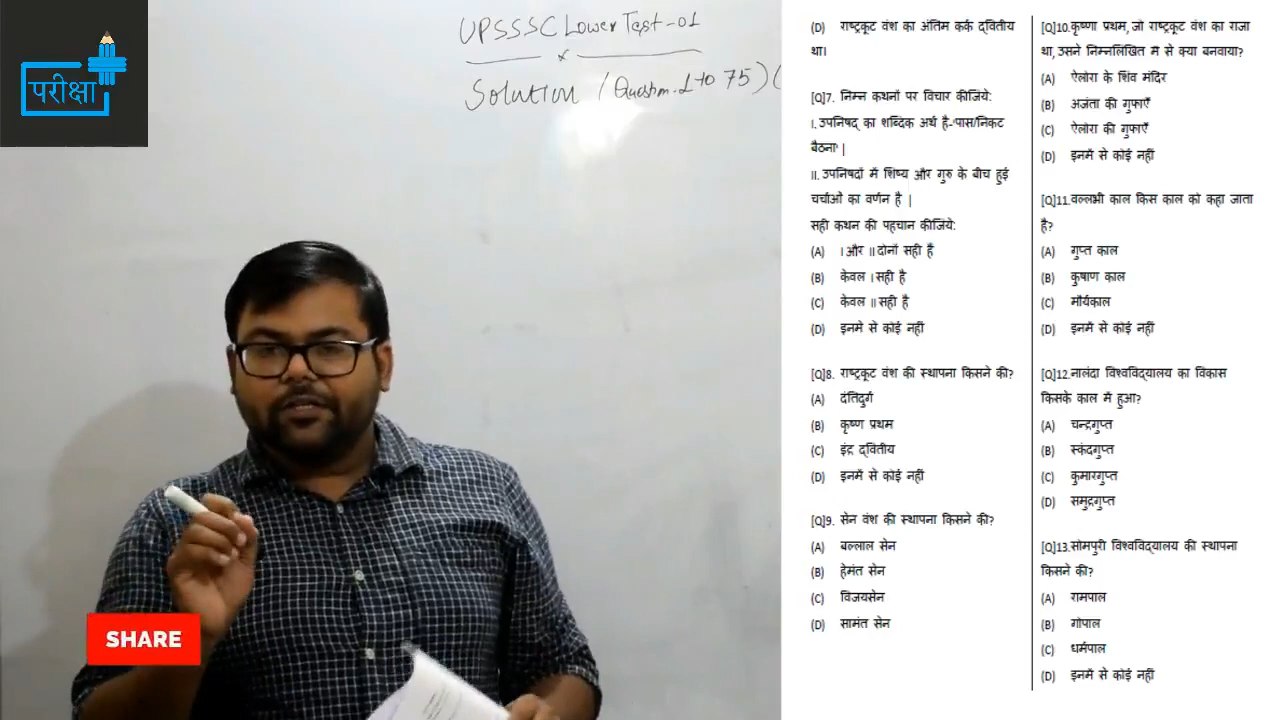 परीक्षा
UPSSSC Lower Test-01
Solution (Question.1 to 75) (
(D) राष्ट्रकूट वंश का अंतिम कर्क द्वितीय
था।
[Q]7. निम्न कथनों पर विचार कीजिये:
I. उपनिषद् का शब्दिक अर्थ है-'पास/निकट
बैठना' |
II. उपनिषदों में शिष्य और गुरु के बीच हुई
चर्चाओं का वर्णन है |
सही कथन की पहचान कीजिये:
(A) I और II दोनों सही है
(B) केवल I सही है
(C) केवल II सही है
(D) इनमे से कोई नहीं
[Q]8. राष्ट्रकूट वंश की स्थापना किसने की?
(A) दंतिदुर्ग
(B) कृष्ण प्रथम
(C) इंद्र द्वितीय
(D) इनमें से कोई नहीं
[Q]9. सेन वंश की स्थापना किसने की?
(A) बल्लाल सेन
(B) हेमंत सेन
(C) विजयसेन
(D) सामंत सेन
[Q]10.कृष्णा प्रथम, जो राष्ट्रकूट वंश का राजा
था, उसने निम्नलिखित में से क्या बनवाया?
(A) ऐलोरा के शिव मंदिर
(B) अजंता की गुफाएँ
(C) ऐलोरा की गुफाएँ
(D) इनमें से कोई नहीं
[Q]11.वल्लभी काल किस काल को कहा जाता
है?
(A) गुप्त काल
(B) कुषाण काल
(C) मौर्यकाल
(D) इनमें से कोई नहीं
[Q]12.नालंदा विश्वविद्यालय का विकास
किसके काल में हुआ?
(A) चन्द्रगुप्त
(B) स्कंदगुप्त
(C) कुमारगुप्त
(D) समुद्रगुप्त
[Q]13.सोमपुरी विश्वविद्यालय की स्थापना
किसने की?
(A) रामपाल
(B) गोपाल
(C) धर्मपाल
(D) इनमें से कोई नहीं
SHARE